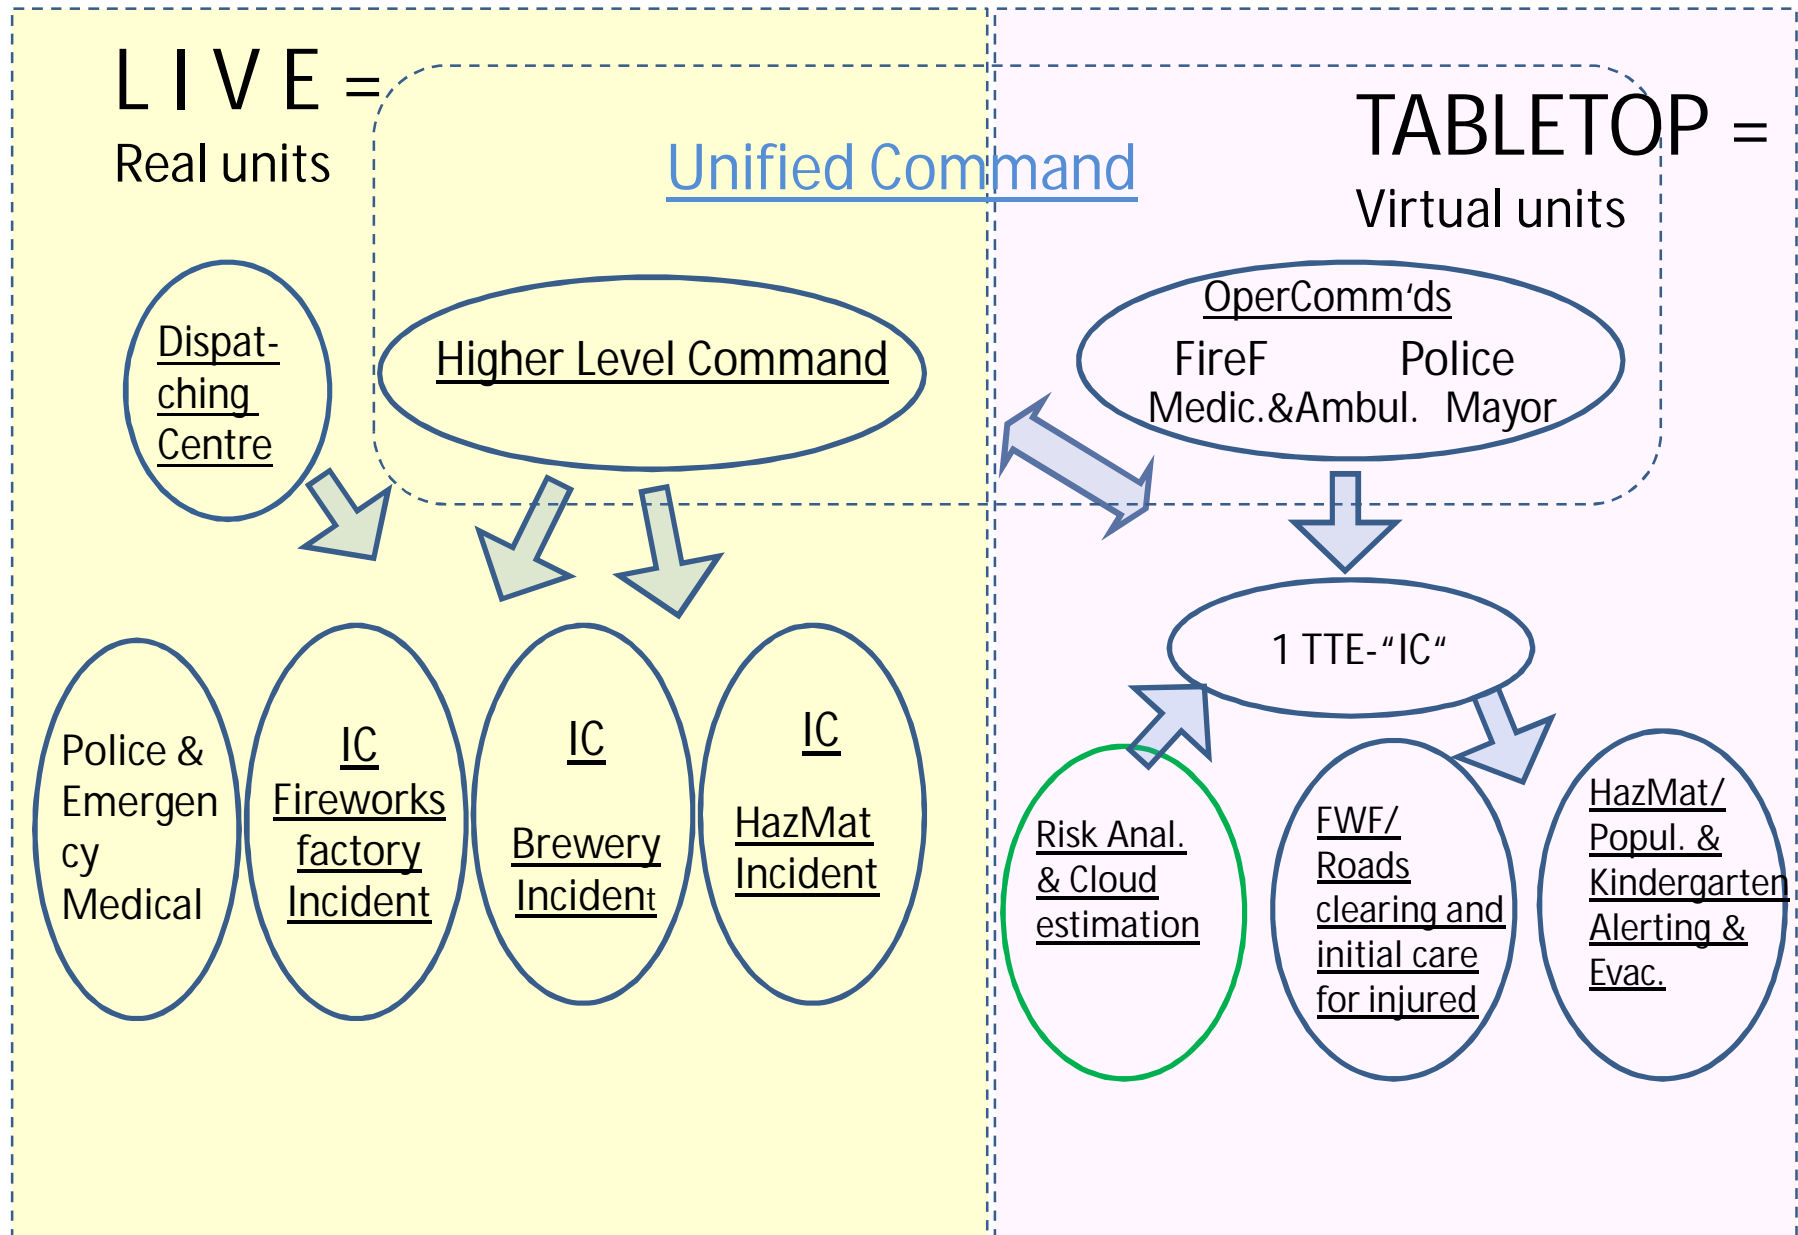 L I V E =
Real units
Unified Command
TABLETOP =
Virtual units
Dispat-
ching
Centre
Higher Level Command
OperComm‘ds
FireF Police
Medic.&Ambul. Mayor
1 TTE-“IC“
Police &
Emergen
cy
Medical
IC
Fireworks
factory
Incident
IC
Brewery
Incident
IC
HazMat
Incident
Risk Anal.
& Cloud
estimation
FWF/
Roads
clearing and
initial care
for injured
HazMat/
Popul. &
Kindergarten
Alerting &
Evac.